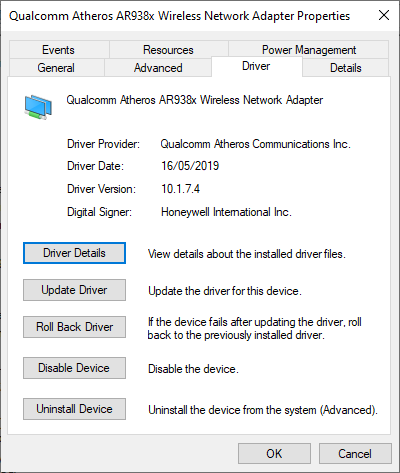 Qualcomm Atheros AR938x Wireless Network Adapter Properties
Events Resources Power Management
General Advanced Driver Details
Qualcomm Atheros AR938x Wireless Network Adapter
Driver Provider: Qualcomm Atheros Communications Inc.
Driver Date: 16/05/2019
Driver Version: 10.1.7.4
Digital Signer: Honeywell International Inc.
Driver Details View details about the installed driver files.
Update Driver Update the driver for this device.
Roll Back Driver If the device fails after updating the driver, roll
back to the previously installed driver.
Disable Device Disable the device.
Uninstall Device Uninstall the device from the system (Advanced).
OK Cancel